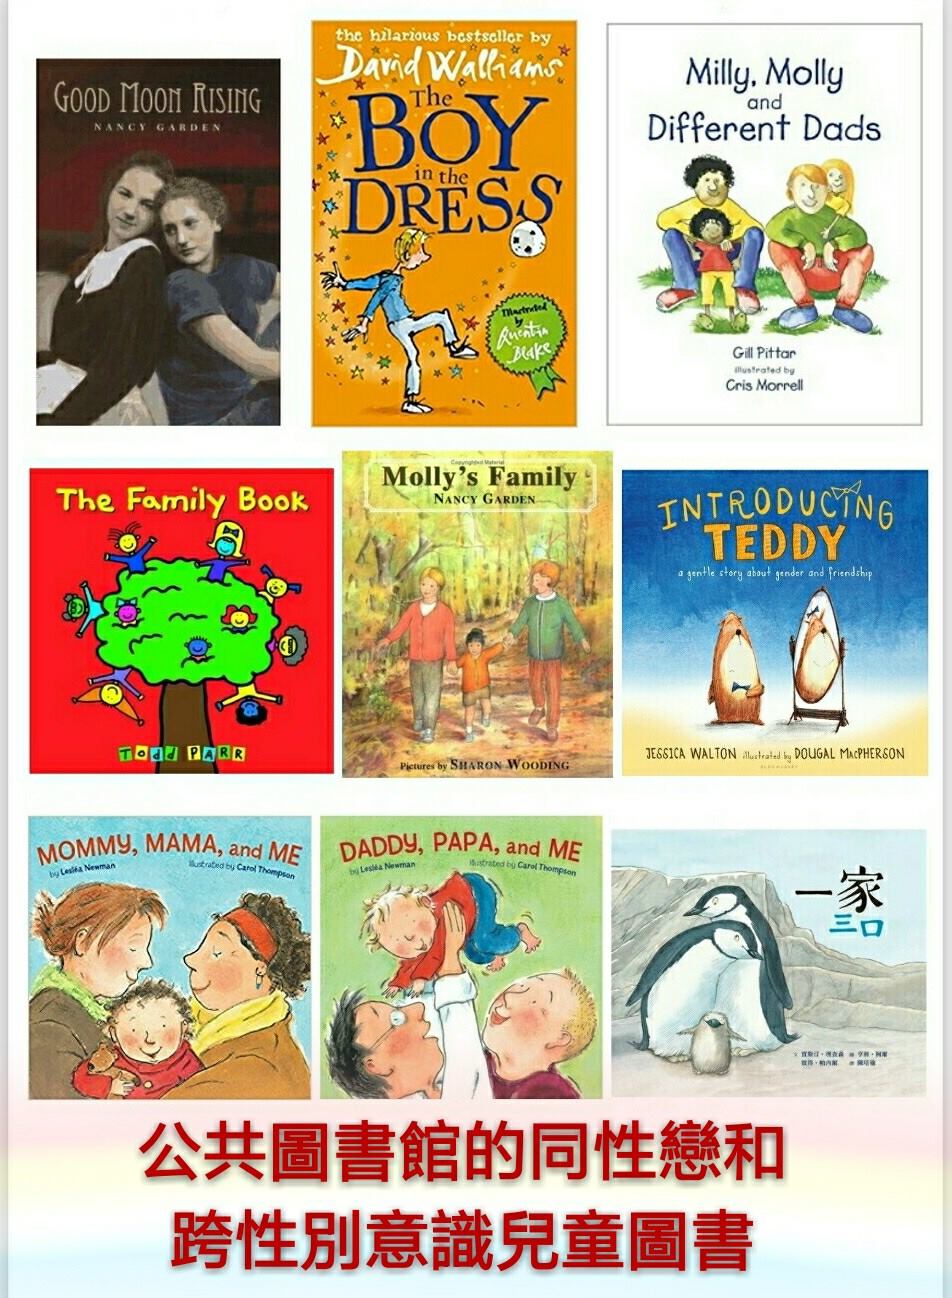 GOOD MOON RISING
NANCY GARDEN
the hilarious bestseller by
David Walliams
The
BOY
in the
DRESS
Illustrated
by
Quentin
Blake
Milly, Molly
and
Different Dads
Gill Pittar
illustrated by
Cris Morrell
The Family Book
Todd PARR
Copyrighted Material
Molly's Family
NANCY GARDEN
Pictures by SHARON WOODING
INTRODUCING
TEDDY
a gentle story about gender and friendship
JESSICA WALTON illustrated by DOUGAL MACPHERSON
BLOOMSBURY
MOMMY, MAMA, and ME
by Lesléa Newman
illustrated by Carol Thompson
DADDY, PAPA, and ME
by Lesléa Newman
illustrated by Carol Thompson
一家
三口
公共圖書館的同性戀和
跨性別意識兒童圖書